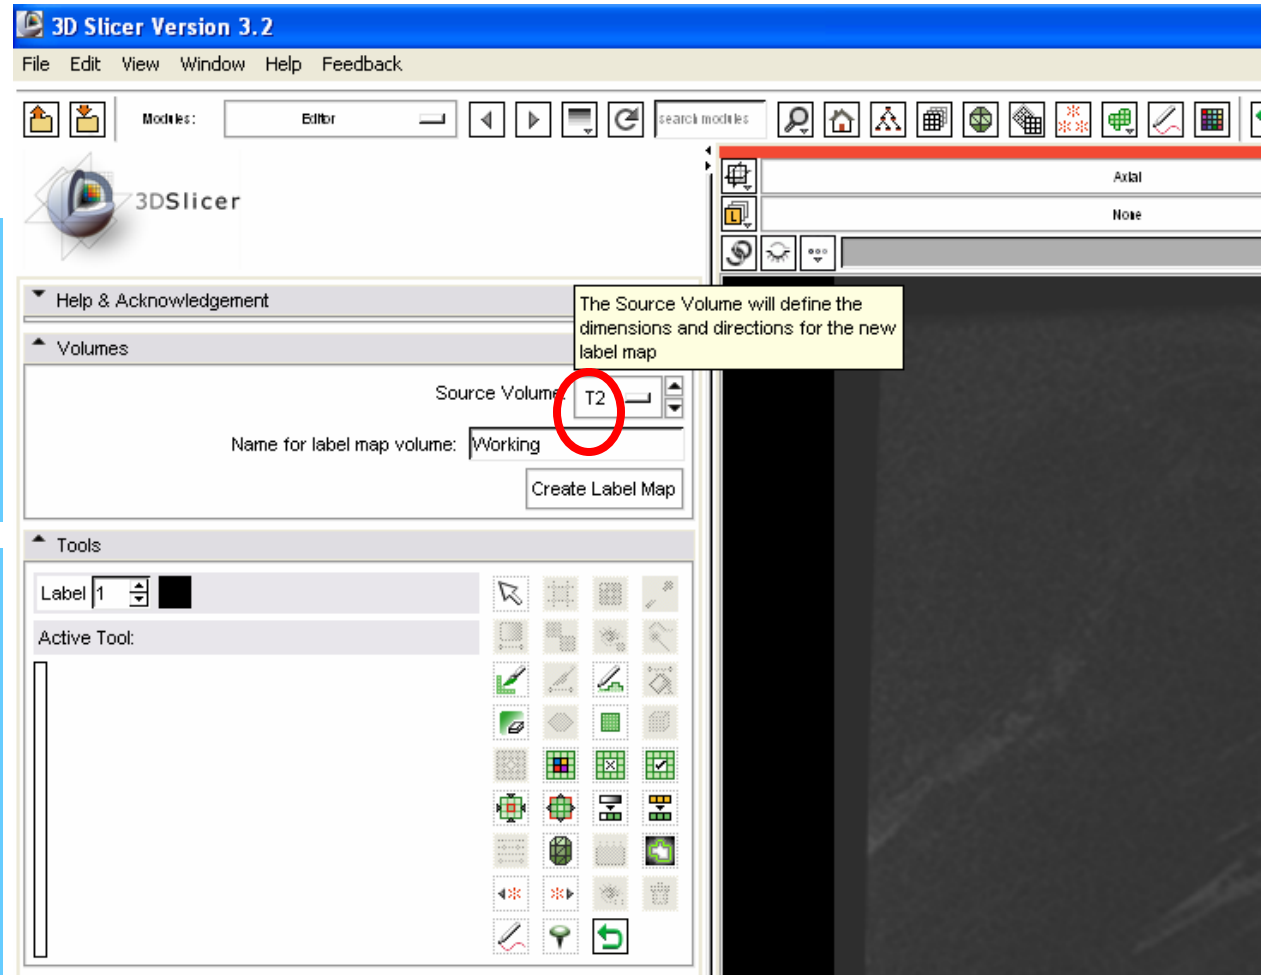 3D Slicer Version 3.2
File Edit View Window Help Feedback
Modules: Editor search modules
3DSlicer
Axial
None
Help & Acknowledgement
The Source Volume will define the
dimensions and directions for the new
label map
Volumes
Source Volume: T2
Name for label map volume: Working
Create Label Map
Tools
Label 1
Active Tool: